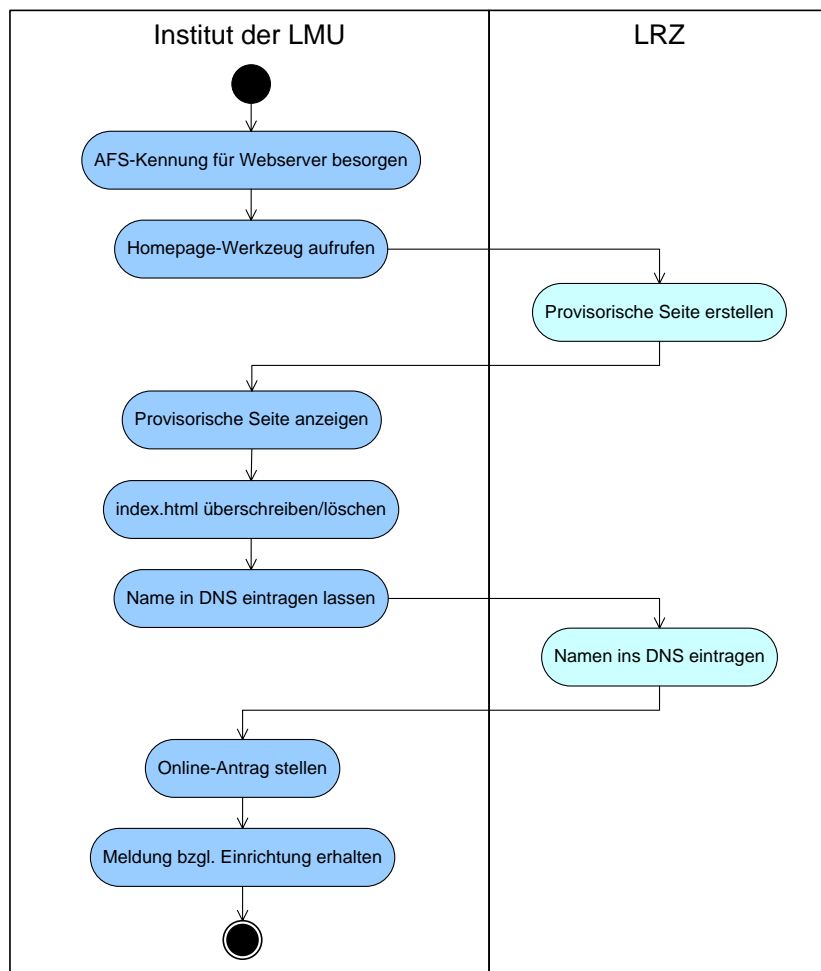 Institut der LMU
LRZ
AFS-Kennung für Webserver besorgen
Homepage-Werkzeug aufrufen
Provisorische Seite erstellen
Provisorische Seite anzeigen
index.html überschreiben/löschen
Name in DNS eintragen lassen
Namen ins DNS eintragen
Online-Antrag stellen
Meldung bzgl. Einrichtung erhalten